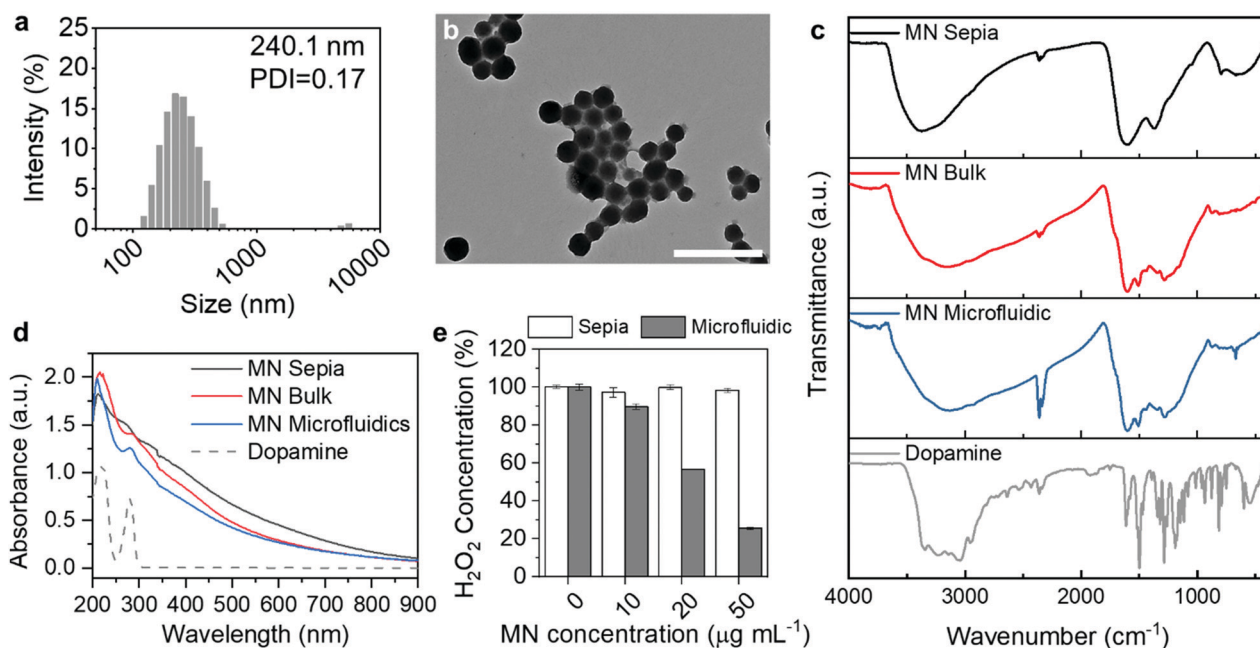 a
240.1 nm
PDI=0.17
Intensity (%)
25
20
15
10
5
0
100
1000
10000
Size (nm)
b
c
MN Sepia
MN Bulk
MN Microfluidic
Dopamine
Transmittance (a.u.)
4000
3000
2000
1000
Wavenumber (cm⁻¹)
d
MN Sepia
MN Bulk
MN Microfluidics
Dopamine
Absorbance (a.u.)
2.0
1.5
1.0
0.5
0.0
200 300 400 500 600 700 800 900
Wavelength (nm)
e
Sepia
Microfluidic
H₂O₂ Concentration (%)
120
100
80
60
40
20
0
0
10
20
50
MN concentration (μg mL⁻¹)